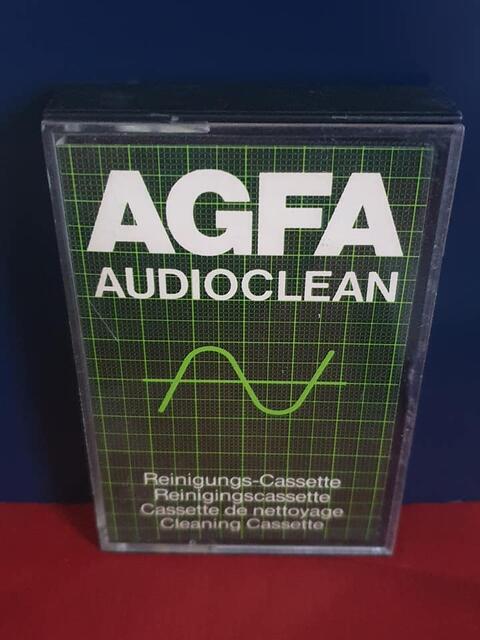 AGFA
AUDIOCLEAN
Reinigungs-Cassette
Reinigingscassette
Cassette de nettoyage
Cleaning Cassette